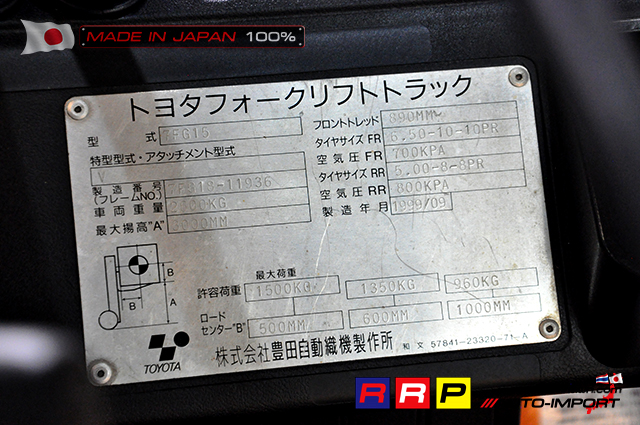 MADE IN JAPAN 100%
トヨタフォークリフトトラック
型 式 7FG15
フロントトレッド 890MM
タイヤサイズ FR 6.50-10-10PR
特型型式・アタッチメント型式
V
空気圧 FR 700KPA
タイヤサイズ RR 5.00-8-8PR
製造番号
(フレームNO.) 7FG18-11936
空気圧 RR 800KPA
車両重量
製造年月 1999/09
最大揚高"A"
B
B
A
最大荷重
許容荷重 1500KG 1350KG 960KG
ロード
センター"B" 500MM 600MM 1000MM
TOYOTA
株式会社豊田自動織機製作所
和文 57841-23320-71 A
RRP /// TO-IMPORT